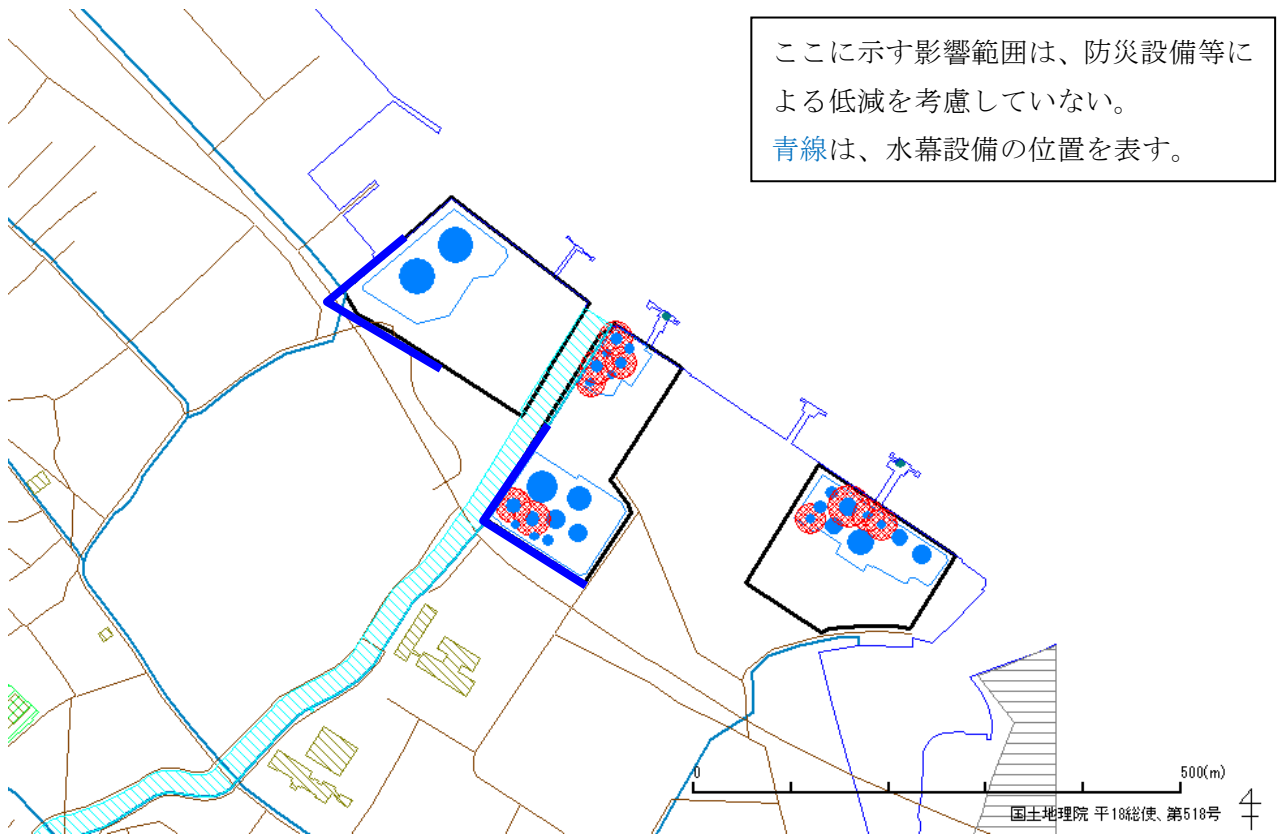 ここに示す影響範囲は、防災設備等に
よる低減を考慮していない。
青線は、水幕設備の位置を表す。
0
500(m)
国土地理院 平18総使、第518号